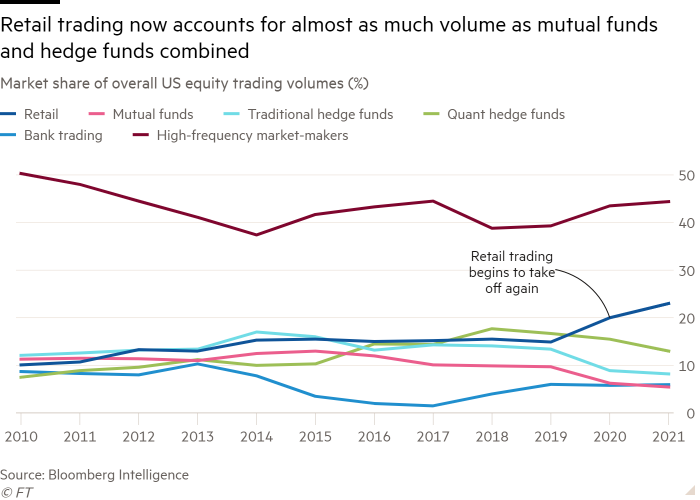 Retail trading now accounts for almost as much volume as mutual funds
and hedge funds combined
Market share of overall US equity trading volumes (%)
Retail Mutual funds Traditional hedge funds Quant hedge funds
Bank trading High-frequency market-makers
50
40
Retail trading
begins to take
off again
30
20
10
0
2010 2011 2012 2013 2014 2015 2016 2017 2018 2019 2020 2021
Source: Bloomberg Intelligence
© FT